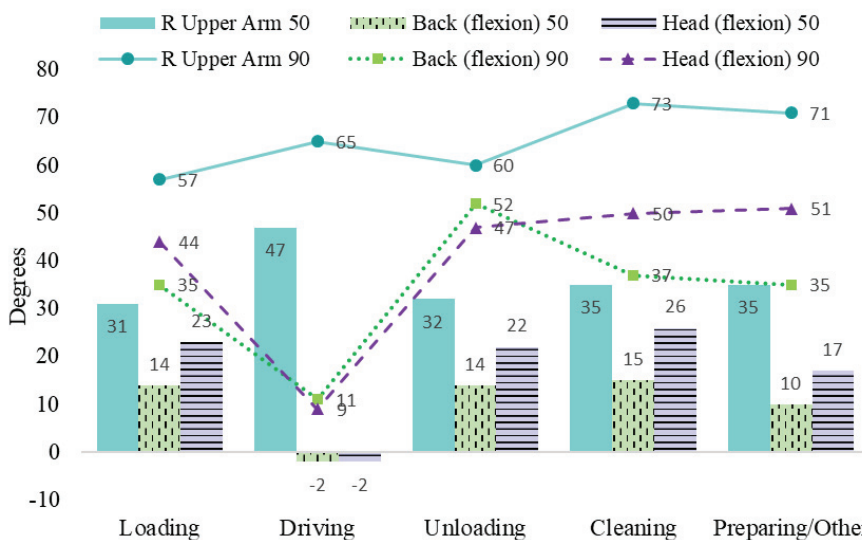 R Upper Arm 50 Back (flexion) 50 Head (flexion) 50
R Upper Arm 90 Back (flexion) 90 Head (flexion) 90
80
70
60
50
40
30
20
10
0
-10
Degrees
57 65 60 73 71
44 9 47 50 51
35 11 52 37 35
31 47 32 35 35
14 -2 14 15 10
23 -2 22 26 17
Loading Driving Unloading Cleaning Preparing/Othe